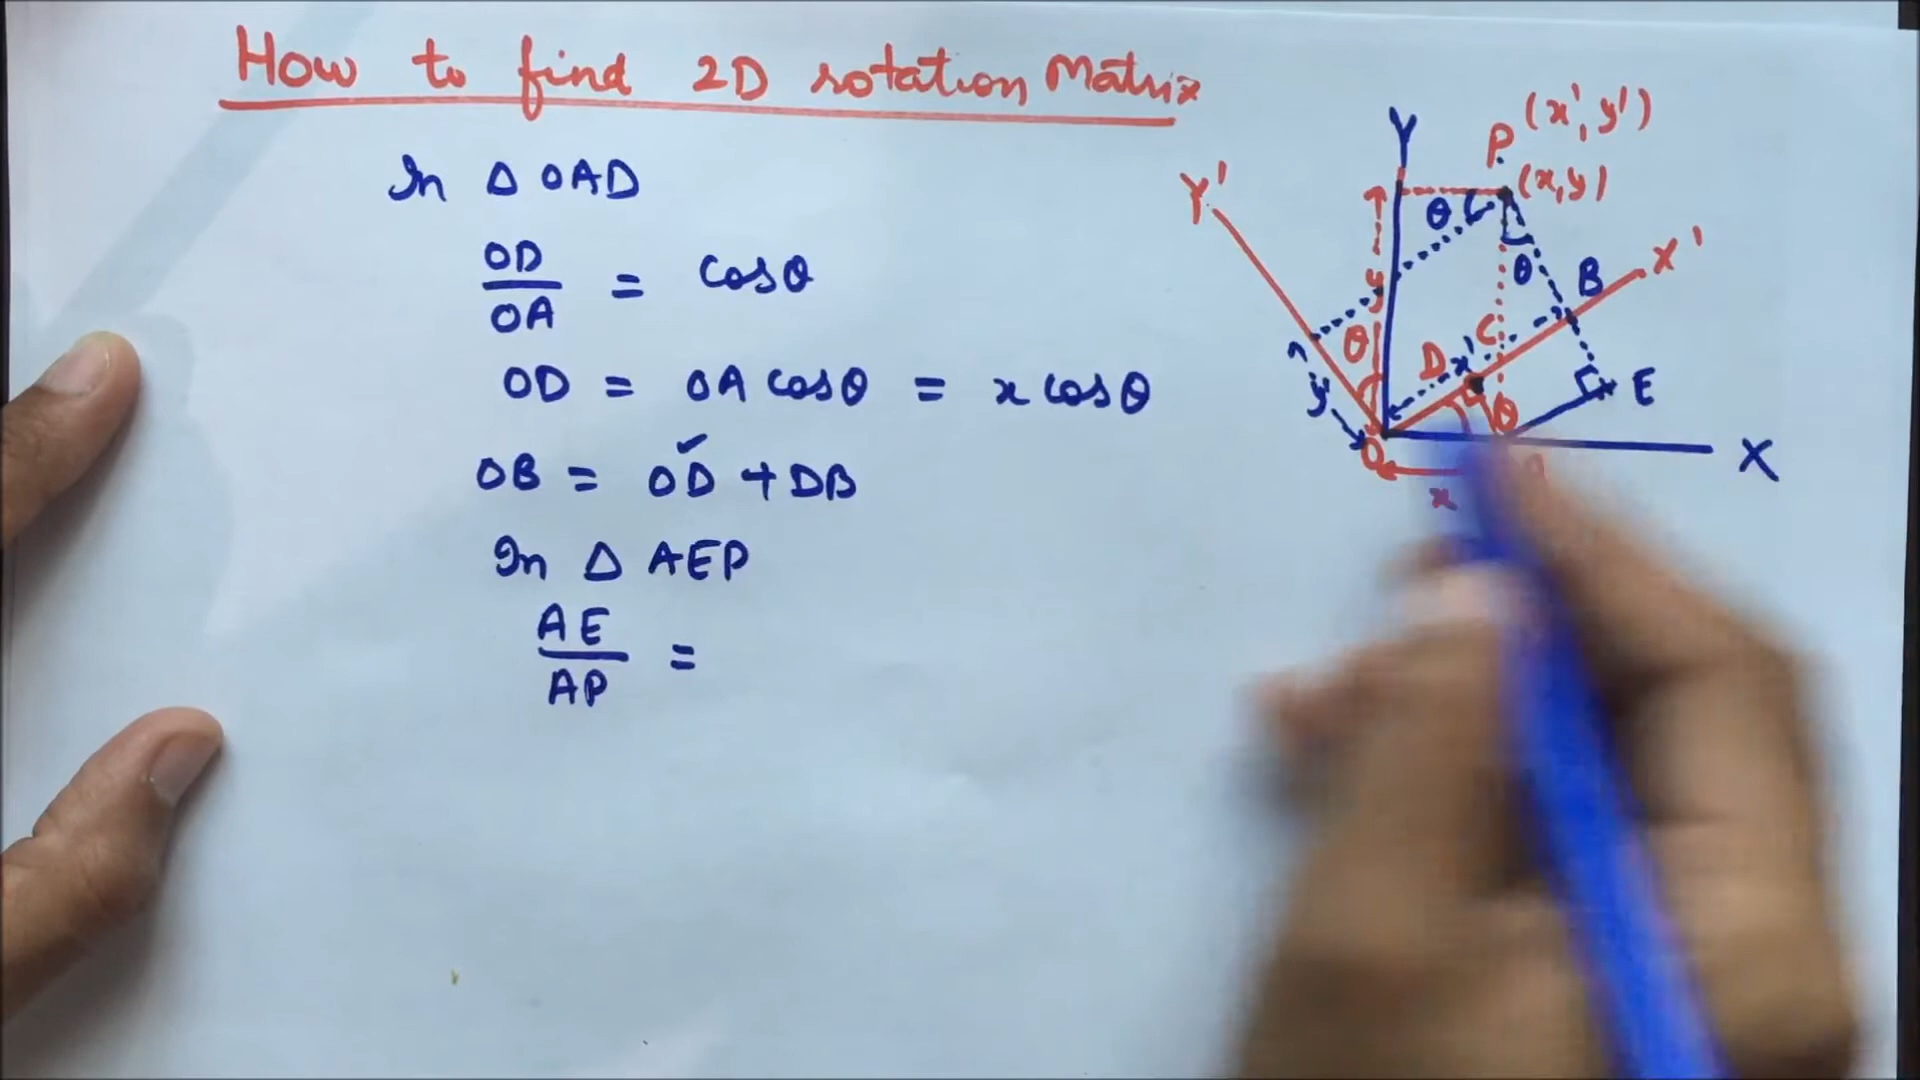 How to find 2D rotation Matrix
In Δ OAD
OD/OA = cosθ
OD = OA cosθ = x cosθ
OB = OD + DB
In Δ AEP
AE/AP =
Y
P (x', y')
(x,y)
Y'
θ
X'
θ
B
y
θ
C
D
x'
E
y'
θ
O
X
x